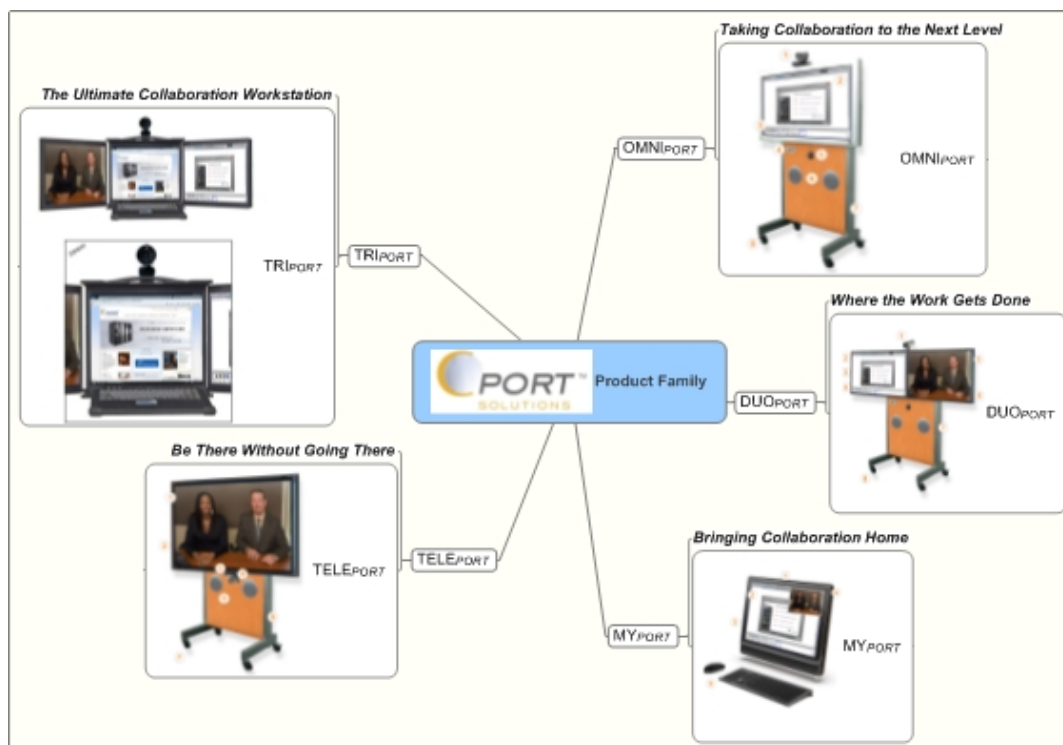 Taking Collaboration to the Next Level
OMNIPORT
OMNIPORT
The Ultimate Collaboration Workstation
TRIPORT
TRIPORT
Where the Work Gets Done
DUOPORT
DUOPORT
PORT™
SOLUTIONS
Product Family
Be There Without Going There
TELEPORT
TELEPORT
Bringing Collaboration Home
MYPORT
MYPORT